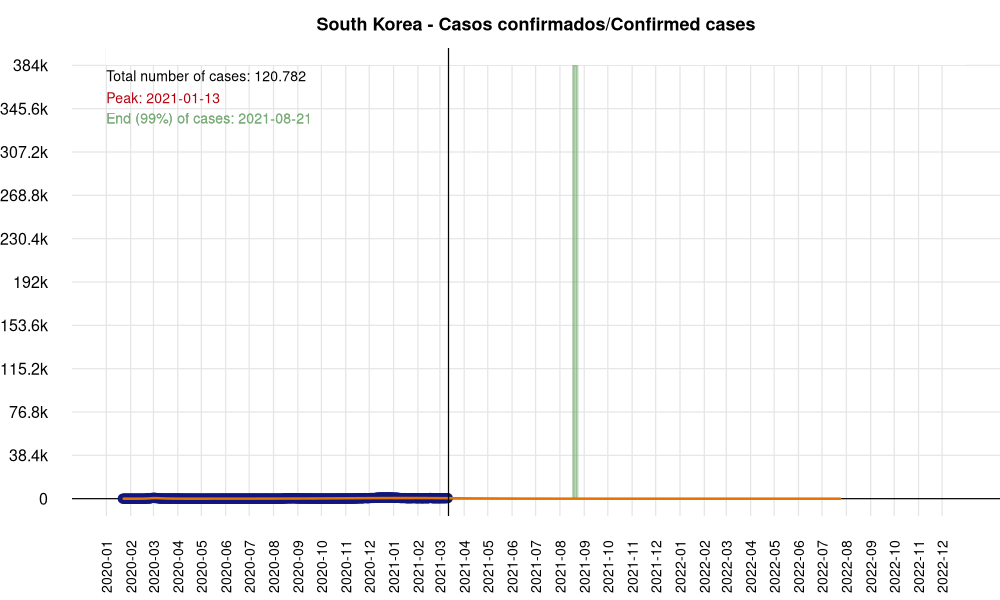 South Korea - Casos confirmados/Confirmed cases
384k
Total number of cases: 120.782
Peak: 2021-01-13
345.6k
End (99%) of cases: 2021-08-21
307.2k
268.8k
230.4k
192k
153.6k
115.2k
76.8k
38.4k
0
2020-01
2020-02
2020-03
2020-04
2020-05
2020-06
2020-07
2020-08
2020-09
2020-10
2020-11
2020-12
2021-01
2021-02
2021-03
2021-04
2021-05
2021-06
2021-07
2021-08
2021-09
2021-10
2021-11
2021-12
2022-01
2022-02
2022-03
2022-04
2022-05
2022-06
2022-07
2022-08
2022-09
2022-10
2022-11
2022-12